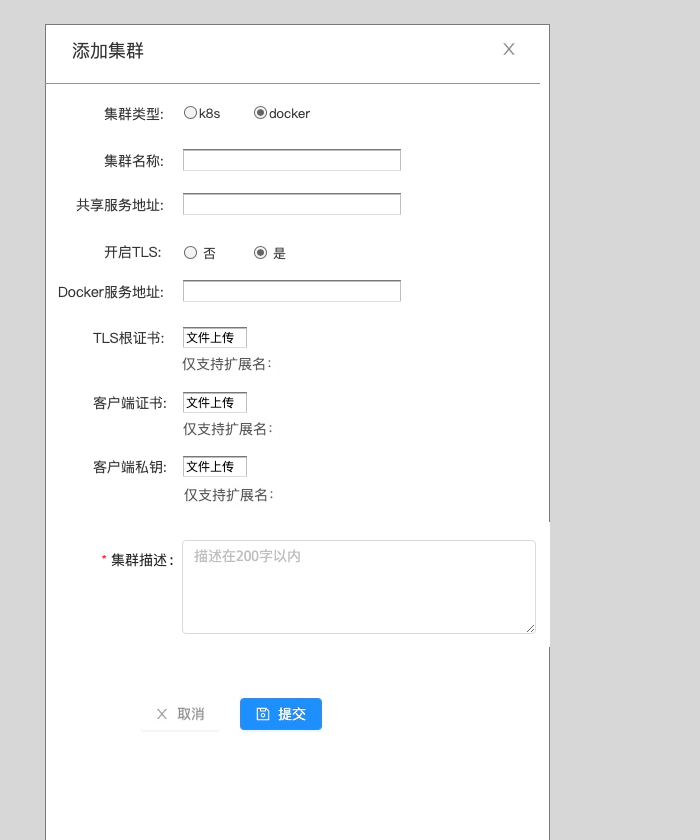 添加集群
集群类型: k8s docker
集群名称:
共享服务地址:
开启TLS: 否 是
Docker服务地址:
TLS根证书: 文件上传
仅支持扩展名:
客户端证书: 文件上传
仅支持扩展名:
客户端私钥: 文件上传
仅支持扩展名:
* 集群描述: 描述在200字以内
取消 提交